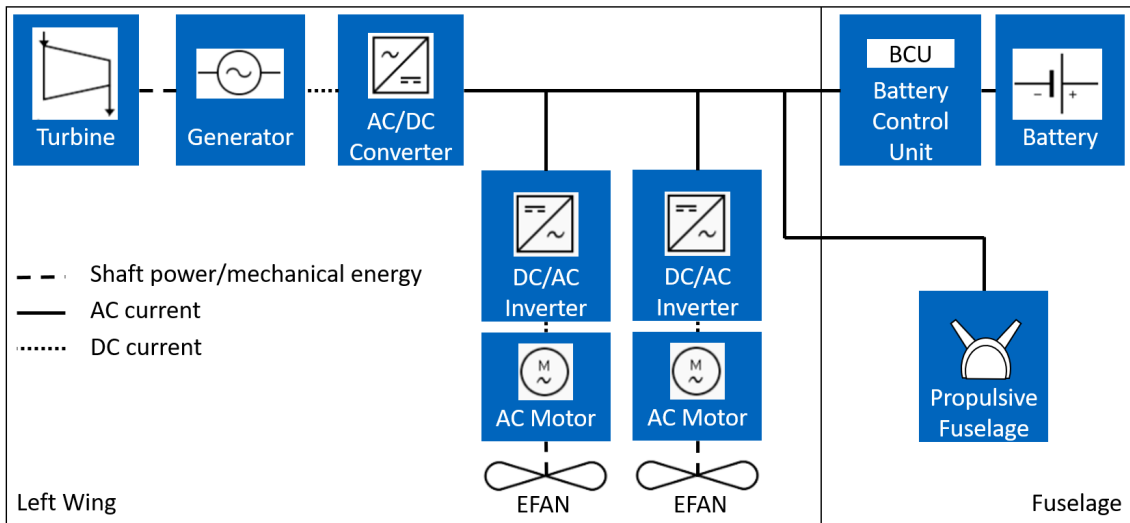 Turbine
Generator
AC/DC
Converter
BCU
Battery
Control
Unit
Battery
DC/AC
Inverter
DC/AC
Inverter
Shaft power/mechanical energy
AC current
DC current
M
AC Motor
M
AC Motor
Propulsive
Fuselage
EFAN
EFAN
Left Wing
Fuselage